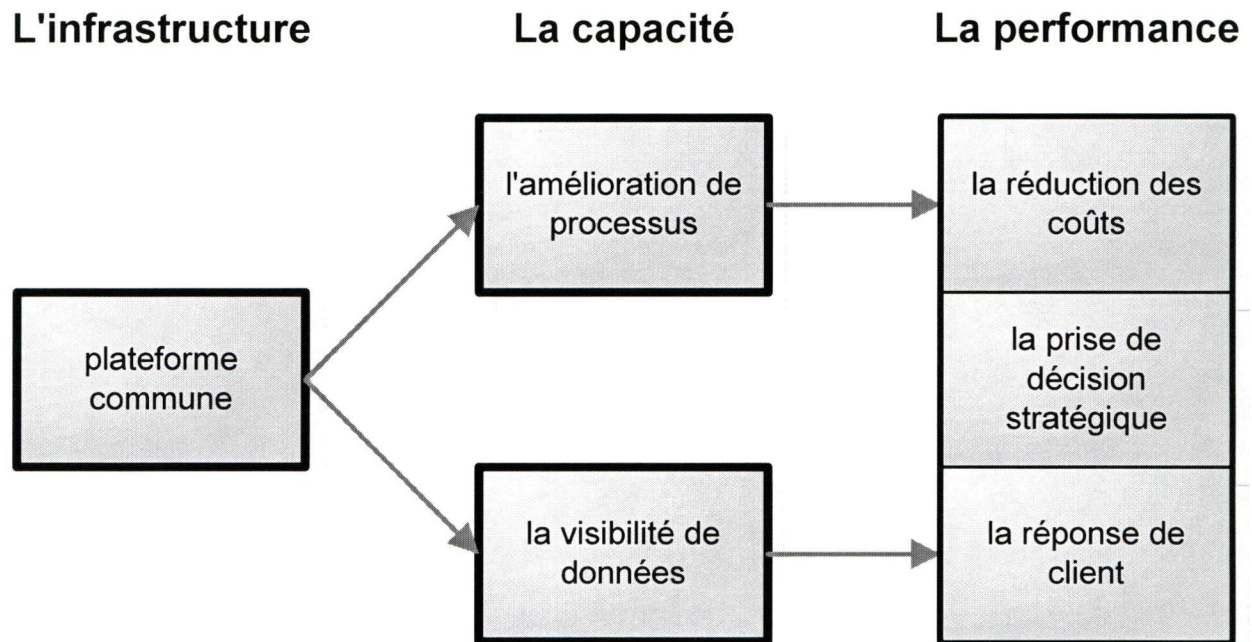 L'infrastructure
La capacité
La performance
plateforme
commune
l'amélioration de
processus
la visibilité de
données
la réduction des
coûts
la prise de
décision
stratégique
la réponse de
client